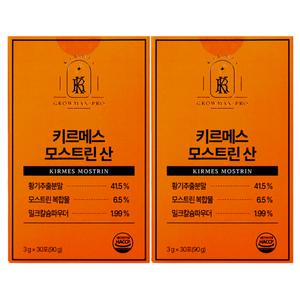 GROWMAN PRO
키르메스
모스트린 산
KIRMES MOSTRIN
황기추출분말 41.5 %
모스트린 복합물 6.5 %
밀크칼슘파우더 1.99 %
3g × 30포(90g)
HACCP
GROWMAN PRO
키르메스
모스트린 산
KIRMES MOSTRIN
황기추출분말 41.5 %
모스트린 복합물 6.5 %
밀크칼슘파우더 1.99 %
3g × 30포(90g)
HACCP